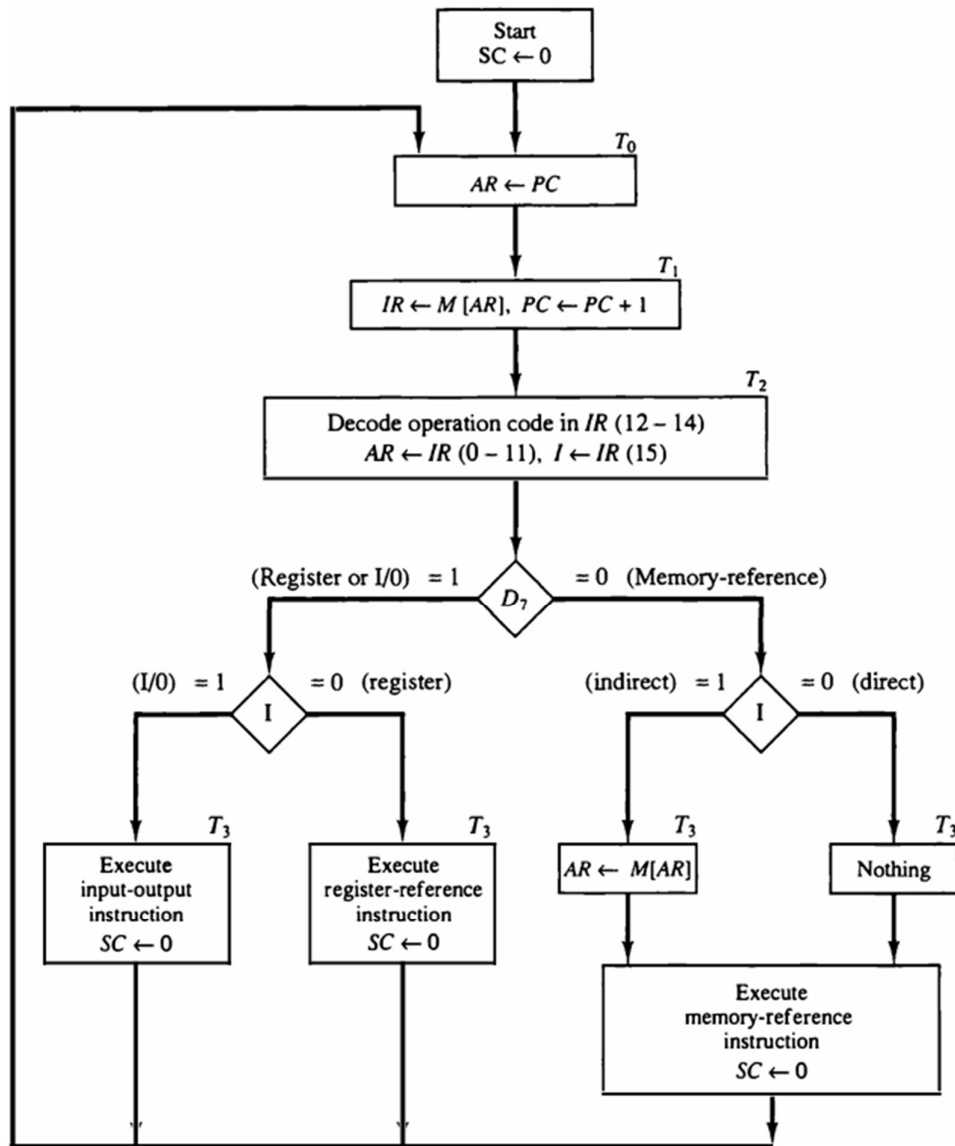 Start
SC ← 0
T₀
AR ← PC
T₁
IR ← M [AR], PC ← PC + 1
T₂
Decode operation code in IR (12 – 14)
AR ← IR (0 – 11), I ← IR (15)
(Register or I/0) = 1
= 0 (Memory-reference)
D₇
(I/0) = 1
= 0 (register)
I
(indirect) = 1
= 0 (direct)
I
T₃
Execute
input-output
instruction
SC ← 0
T₃
Execute
register-reference
instruction
SC ← 0
T₃
AR ← M[AR]
T₃
Nothing
Execute
memory-reference
instruction
SC ← 0